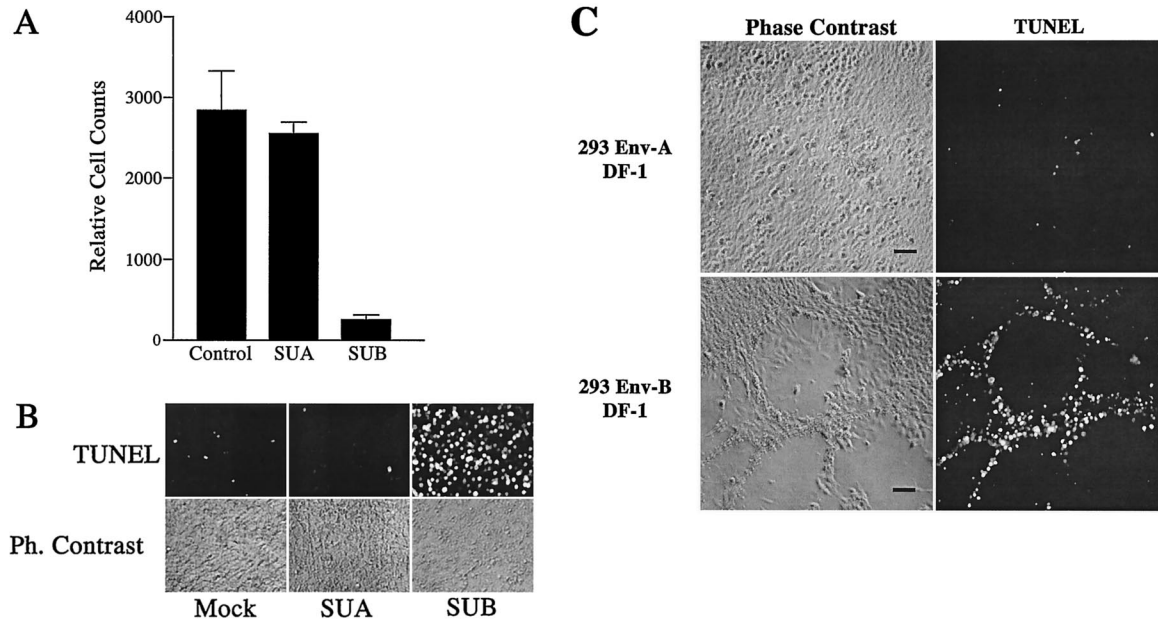 A
4000
3000
2000
1000
0
Relative Cell Counts
Control SUA SUB
B
TUNEL
Ph. Contrast
Mock SUA SUB
C
Phase Contrast TUNEL
293 Env-A
DF-1
293 Env-B
DF-1